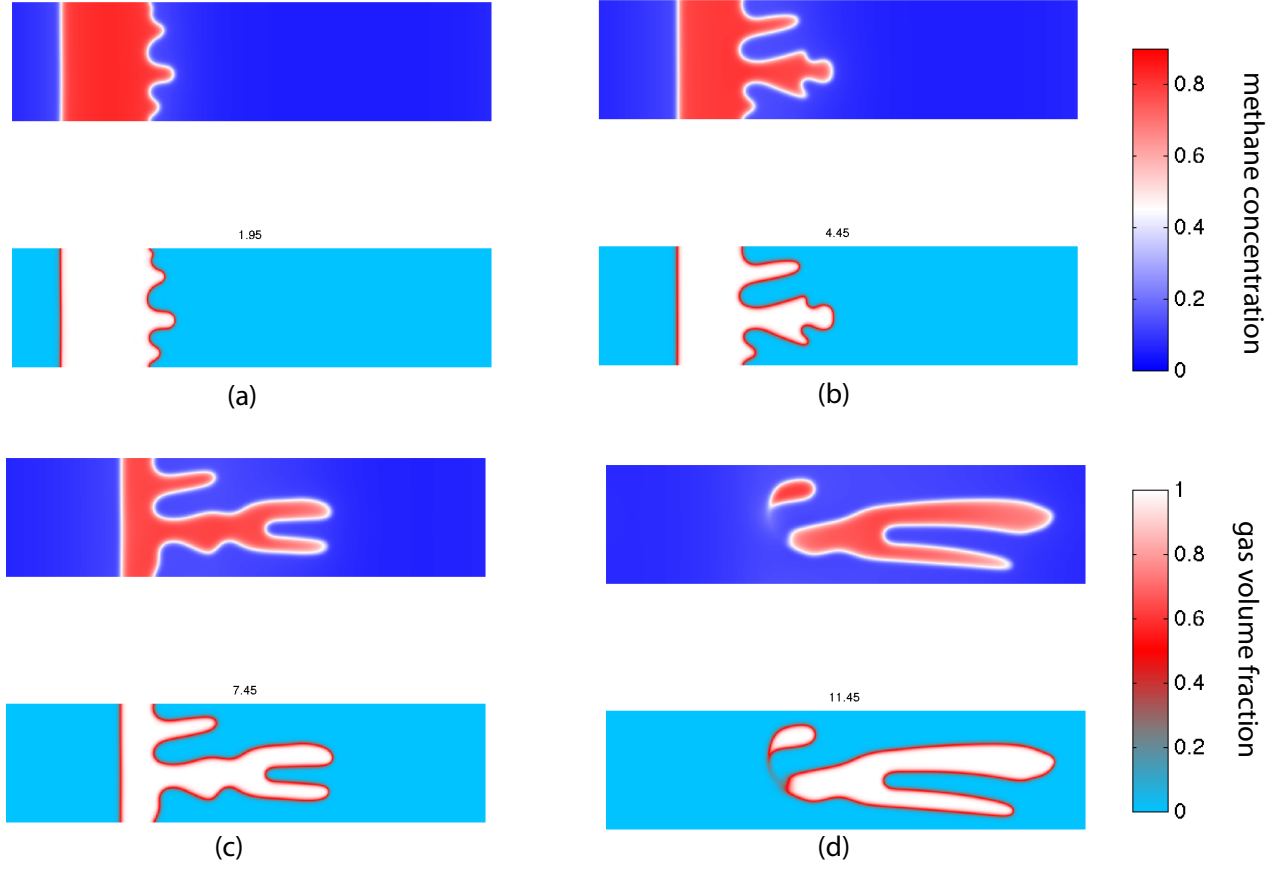 1.95
4.45
(a)
(b)
0.8
0.6
0.4
0.2
0
methane concentration
7.45
11.45
(c)
(d)
1
0.8
0.6
0.4
0.2
0
gas volume fraction